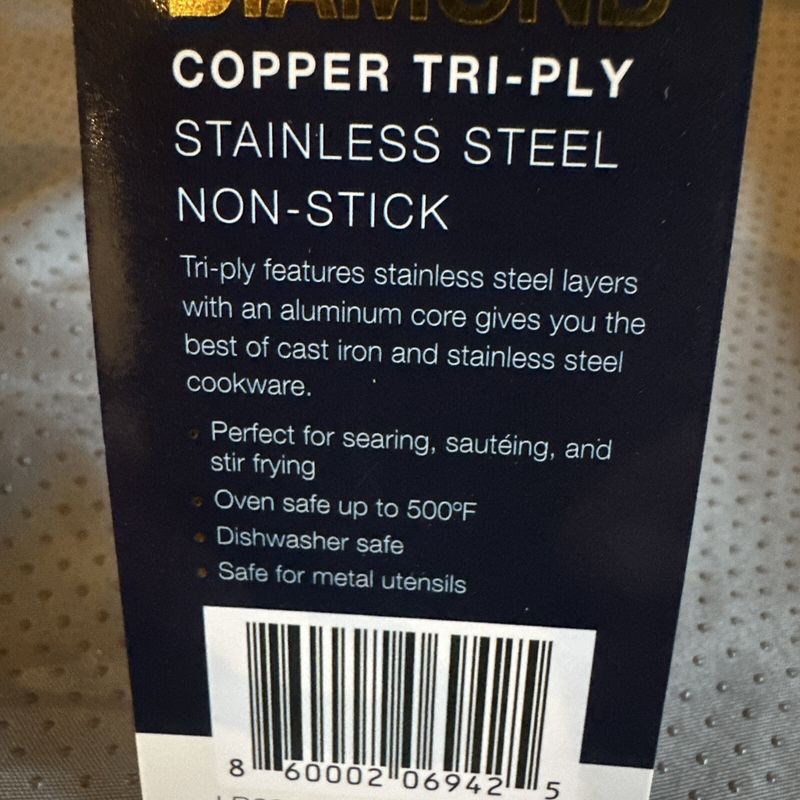 DIAMOND
COPPER TRI-PLY
STAINLESS STEEL
NON-STICK
Tri-ply features stainless steel layers
with an aluminum core gives you the
best of cast iron and stainless steel
cookware.
Perfect for searing, sautéing, and
stir frying
Oven safe up to 500ºF
Dishwasher safe
Safe for metal utensils
8 60002 06942 5